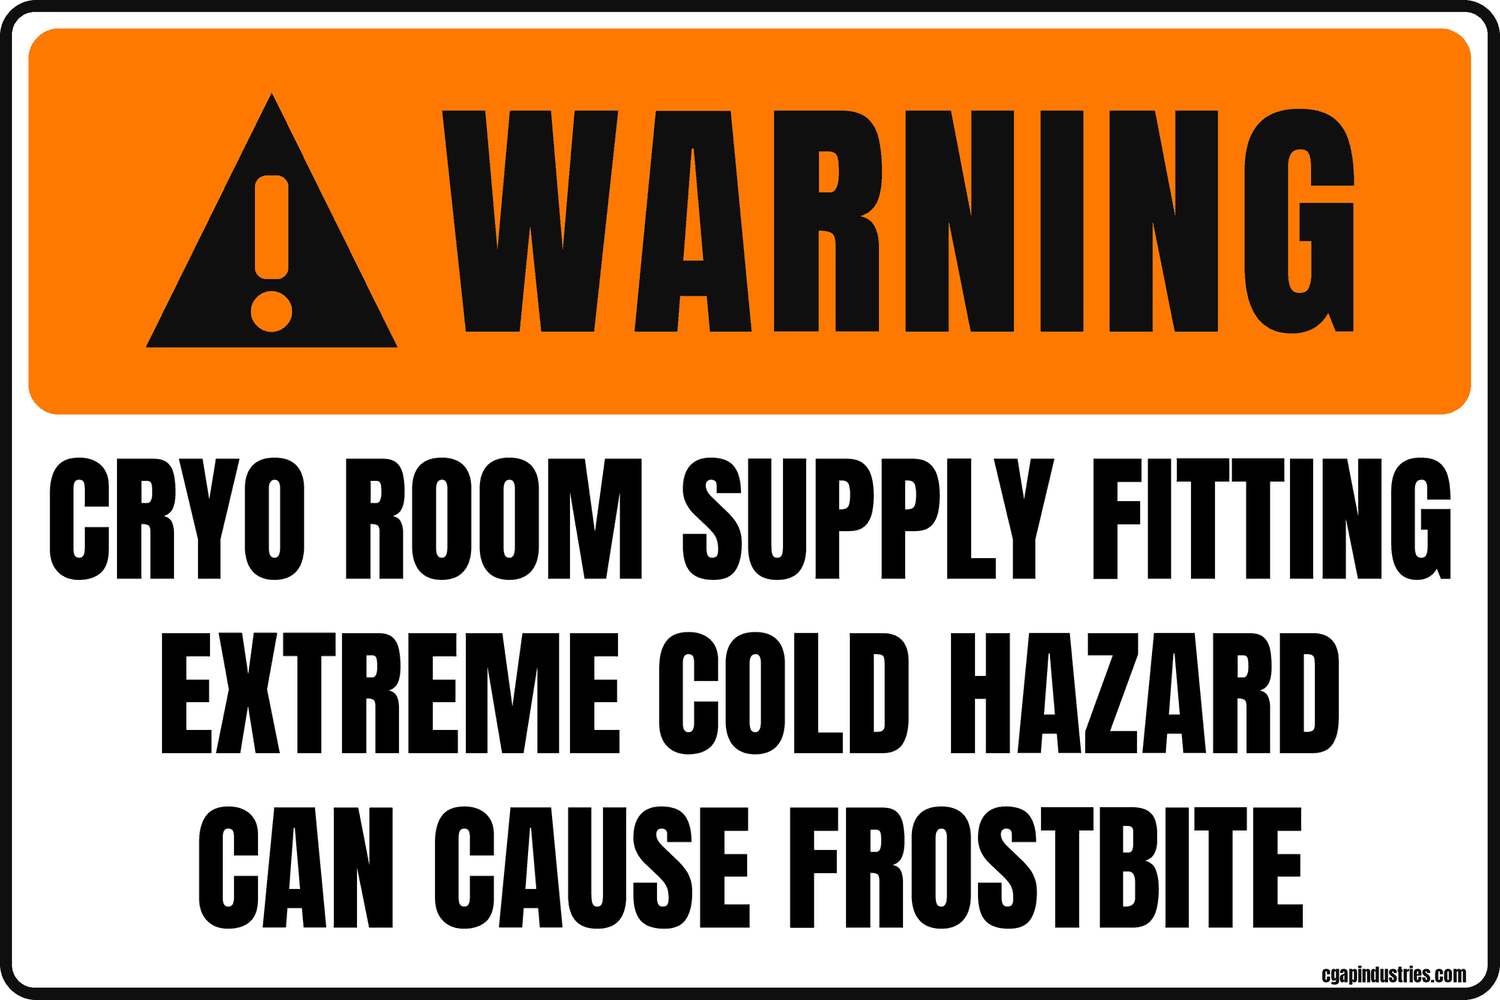 WARNING
CRYO ROOM SUPPLY FITTING
EXTREME COLD HAZARD
CAN CAUSE FROSTBITE
cgapindustries.com